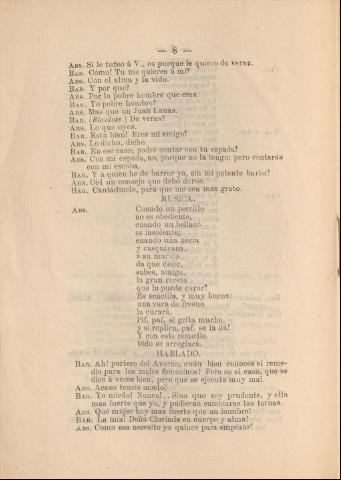 — 8 —
ABS. Si le tuteo á V., es porque le quiero de veras.
BAR. Cómo! Tu me quieres á mi?
ABS. Con el alma y la vida.
BAR. Y por qué?
ABS. Por lo pobre hombre que eres.
BAR. Yo pobre hombre?
ABS. Mas que un Juan Lanas.
BAR. (Riendose.) De veras?
ABS. Lo que oyes.
BAR. Está bien! Eres mi amigo?
ABS. Lo dicho, dicho.
BAR. En ese caso, podré contar con tu espada?
ABS. Con mi espada, no, porque no la tengo; pero contarás
con mi escoba.
BAR. Y á quien he de barrer yo, sin mi potente barba?
ABS. Oid un consejo que debo daros.
BAR. Cantádmelo, para que me sea mas grato.
MUSICA.
ABS. Cuando un perrillo
no es obediente,
cuando un bellaco
es insolente;
cuando una necia
y casquivana,
a su marido
da que decir,
sabes, amigo,
la gran receta
que la puede curar?
Es sencilla, y muy buena:
una vara de fresno
la curará.
Pif, paf, si grita mucho,
y si replica, paf, se la dá!
Y con este remedio
todo se arreglará.
HABLADO.
BAR. Ah! portero del Averno, cuán bien conoces el reme-
dio para los males femeninos! Pero es el caso, que se
dice á veces bien, pero que se ejecuta muy mal.
ABS. Acaso teneis miedo?
BAR. Yo miedo! Nunca!.. Sino que soy prudente, y ella
mas fuerte que yo, y pudieran cambiarse las tornas.
ABS. Qué mujer hay mas fuerte que un hombre!
BAR. La mia! Doña Clorinda en cuerpo y alma!
ABS. Como esa necesito yo quince para empezar!